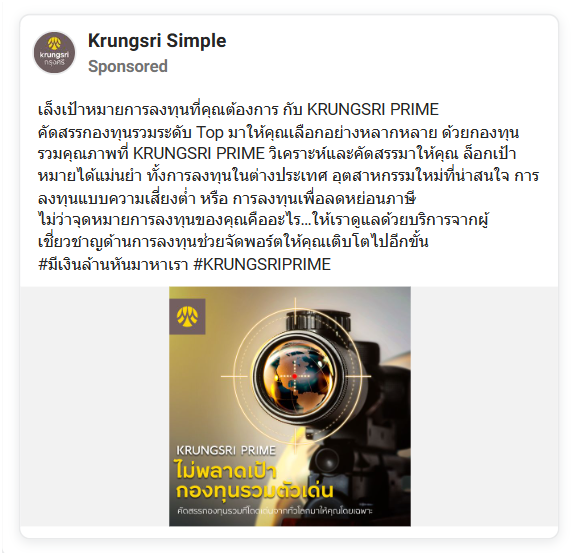 Krungsri Simple
Sponsored
krungsri
กรุงศรี
เล็งเป้าหมายการลงทุนที่คุณต้องการ กับ KRUNGSRI PRIME
คัดสรรกองทุนรวมระดับ Top มาให้คุณเลือกอย่างหลากหลาย ด้วยกองทุน
รวมคุณภาพที่ KRUNGSRI PRIME วิเคราะห์และคัดสรรมาให้คุณ ล็อกเป้า
หมายได้แม่นยำ ทั้งการลงทุนในต่างประเทศ อุตสาหกรรมใหม่ที่น่าสนใจ การ
ลงทุนแบบความเสี่ยงต่ำ หรือ การลงทุนเพื่อลดหย่อนภาษี
ไม่ว่าจุดหมายการลงทุนของคุณคืออะไร...ให้เราดูแลด้วยบริการจากผู้
เชี่ยวชาญด้านการลงทุนช่วยจัดพอร์ตให้คุณเติบโตไปอีกขั้น
#มีเงินล้านหันมาหาเรา #KRUNGSRIPRIME
KRUNGSRI PRIME
ไม่พลาดเป้า
กองทุนรวมตัวเด่น
คัดสรรกองทุนรวมที่โดดเด่นจากทั่วโลกมาให้คุณโดยเฉพาะ